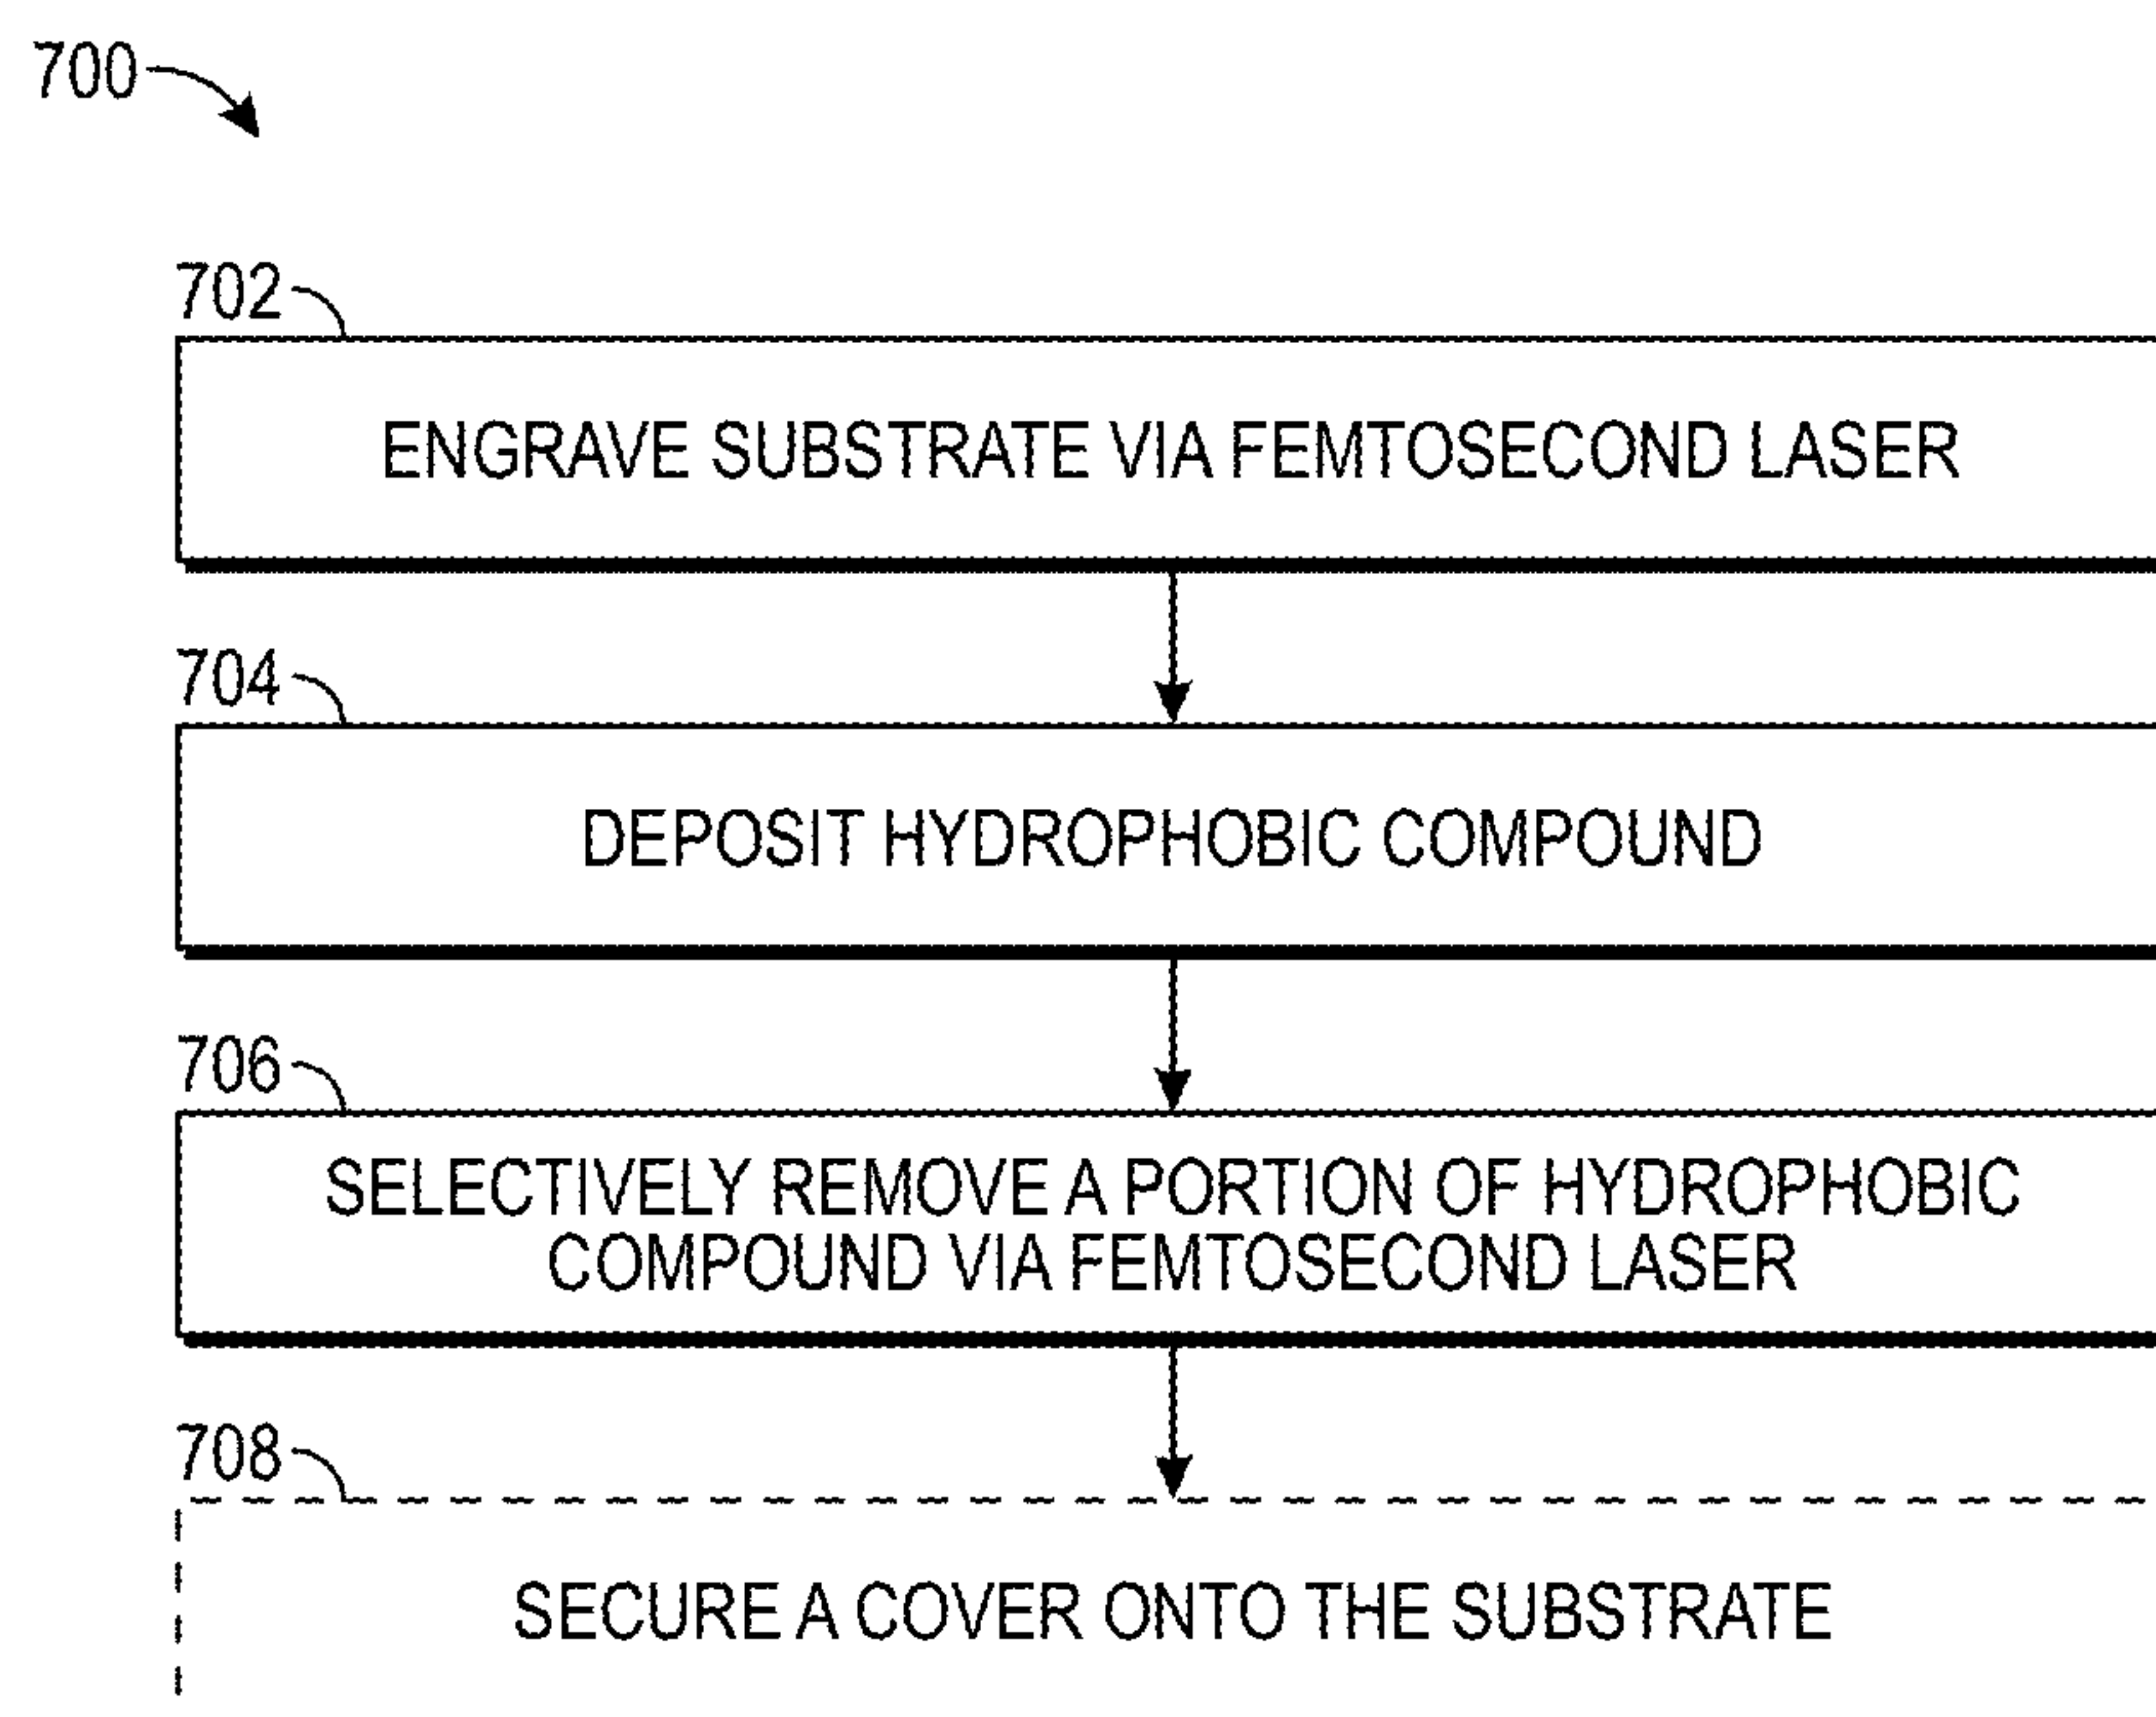 700
702
ENGRAVE SUBSTRATE VIA FEMTOSECOND LASER
704
DEPOSIT HYDROPHOBIC COMPOUND
706
SELECTIVELY REMOVE A PORTION OF HYDROPHOBIC
COMPOUND VIA FEMTOSECOND LASER
708
SECURE A COVER ONTO THE SUBSTRATE